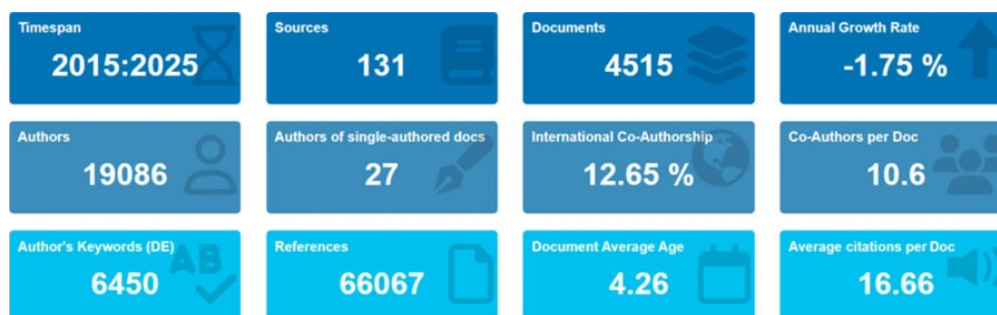 Timespan
2015:2025
Sources
131
Documents
4515
Annual Growth Rate
-1.75 %
Authors
19086
Authors of single-authored docs
27
International Co-Authorship
12.65 %
Co-Authors per Doc
10.6
Author's Keywords (DE)
6450
AB
References
66067
Document Average Age
4.26
Average citations per Doc
16.66